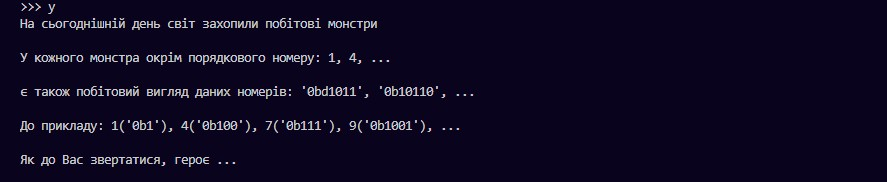 >>> y
На сьогоднішній день світ захопили побітові монстри
У кожного монстра окрім порядкового номеру: 1, 4, ...
є також побітовий вигляд даних номерів: '0bd1011', '0b10110', ...
До прикладу: 1('0b1'), 4('0b100'), 7('0b111'), 9('0b1001'), ...
Як до Вас звертатися, героє ...